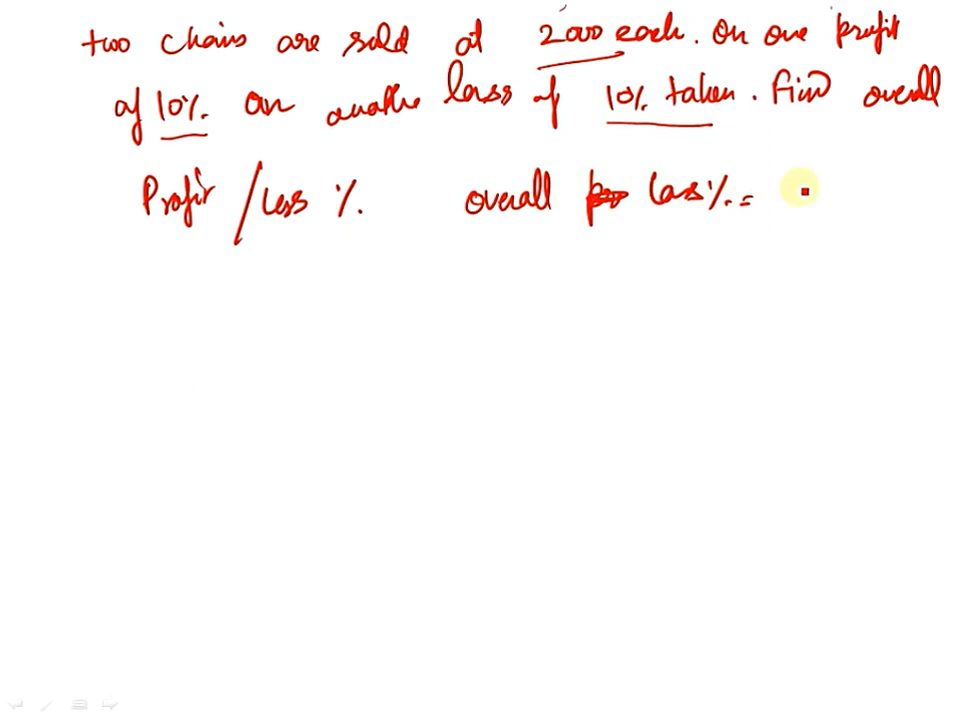 two chairs are sold at 2000 each. On one profit
of 10%. on another loss of 10% taken. Find overall
Profit / Loss %. overall loss %. =